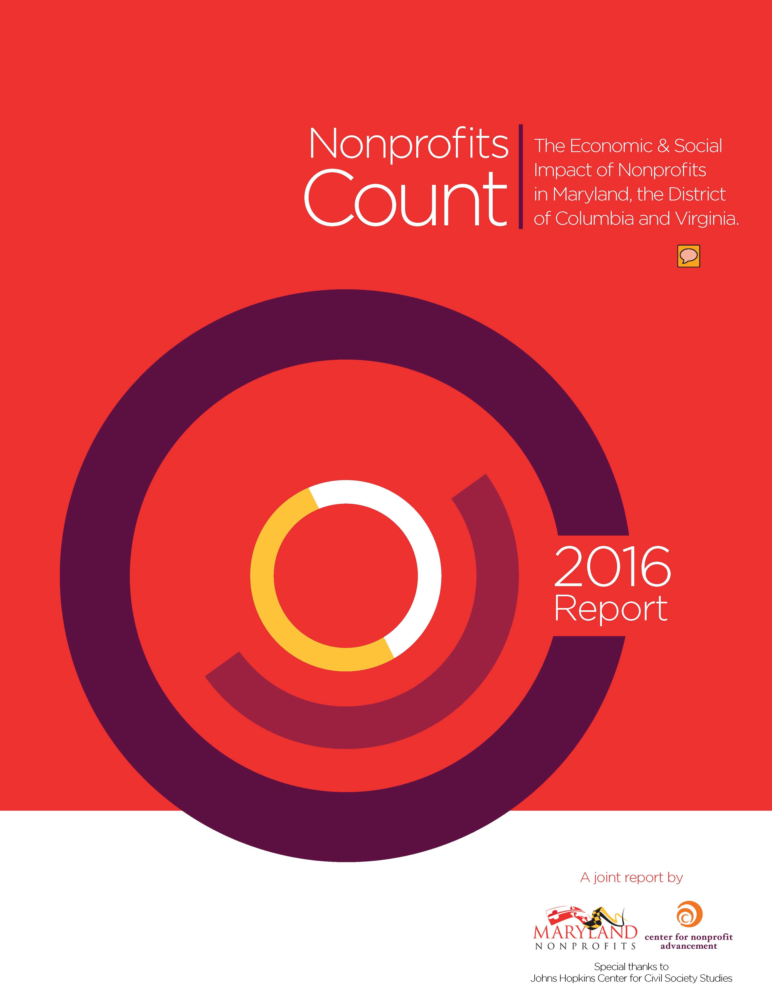 Nonprofits
Count
The Economic & Social
Impact of Nonprofits
in Maryland, the District
of Columbia and Virginia.
2016
Report
A joint report by
MARYLAND
NONPROFITS
center for nonprofit
advancement
Special thanks to
Johns Hopkins Center for Civil Society Studies